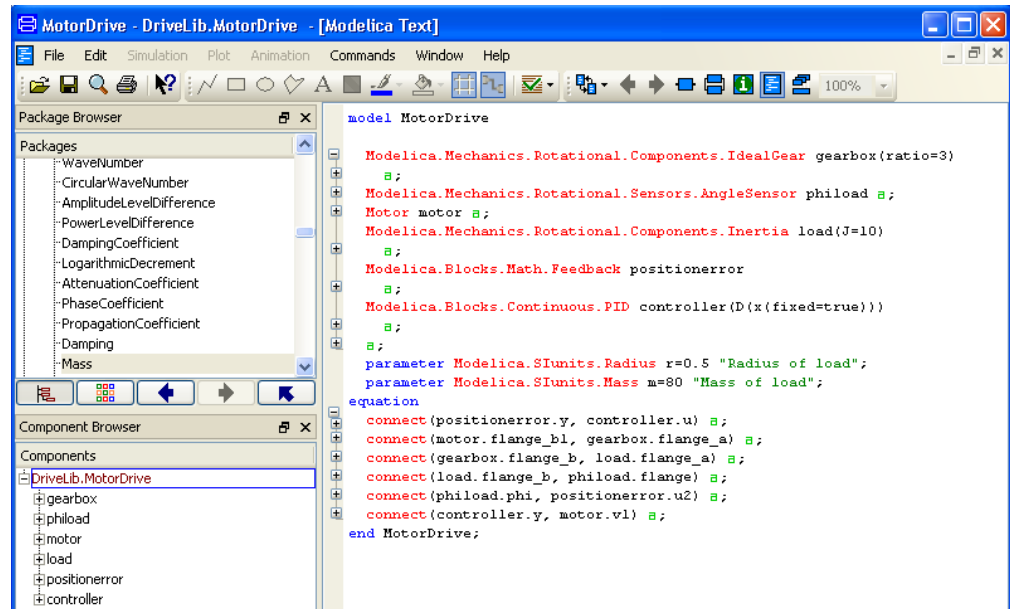 MotorDrive - DriveLib.MotorDrive - [Modelica Text]
File Edit Simulation Plot Animation Commands Window Help
A 100%
Package Browser
Packages
WaveNumber
CircularWaveNumber
AmplitudeLevelDifference
PowerLevelDifference
DampingCoefficient
LogarithmicDecrement
AttenuationCoefficient
PhaseCoefficient
PropagationCoefficient
Damping
Mass
Component Browser
Components
DriveLib.MotorDrive
gearbox
phiload
motor
load
positionerror
controller
model MotorDrive
Modelica.Mechanics.Rotational.Components.IdealGear gearbox(ratio=3)
a;
Modelica.Mechanics.Rotational.Sensors.AngleSensor phiload a;
Motor motor a;
Modelica.Mechanics.Rotational.Components.Inertia load(J=10)
a;
Modelica.Blocks.Math.Feedback positionerror
a;
Modelica.Blocks.Continuous.PID controller(D(x(fixed=true)))
a;
a;
parameter Modelica.SIunits.Radius r=0.5 "Radius of load";
parameter Modelica.SIunits.Mass m=80 "Mass of load";
equation
connect(positionerror.y, controller.u) a;
connect(motor.flange_b1, gearbox.flange_a) a;
connect(gearbox.flange_b, load.flange_a) a;
connect(load.flange_b, phiload.flange) a;
connect(phiload.phi, positionerror.u2) a;
connect(controller.y, motor.v1) a;
end MotorDrive;